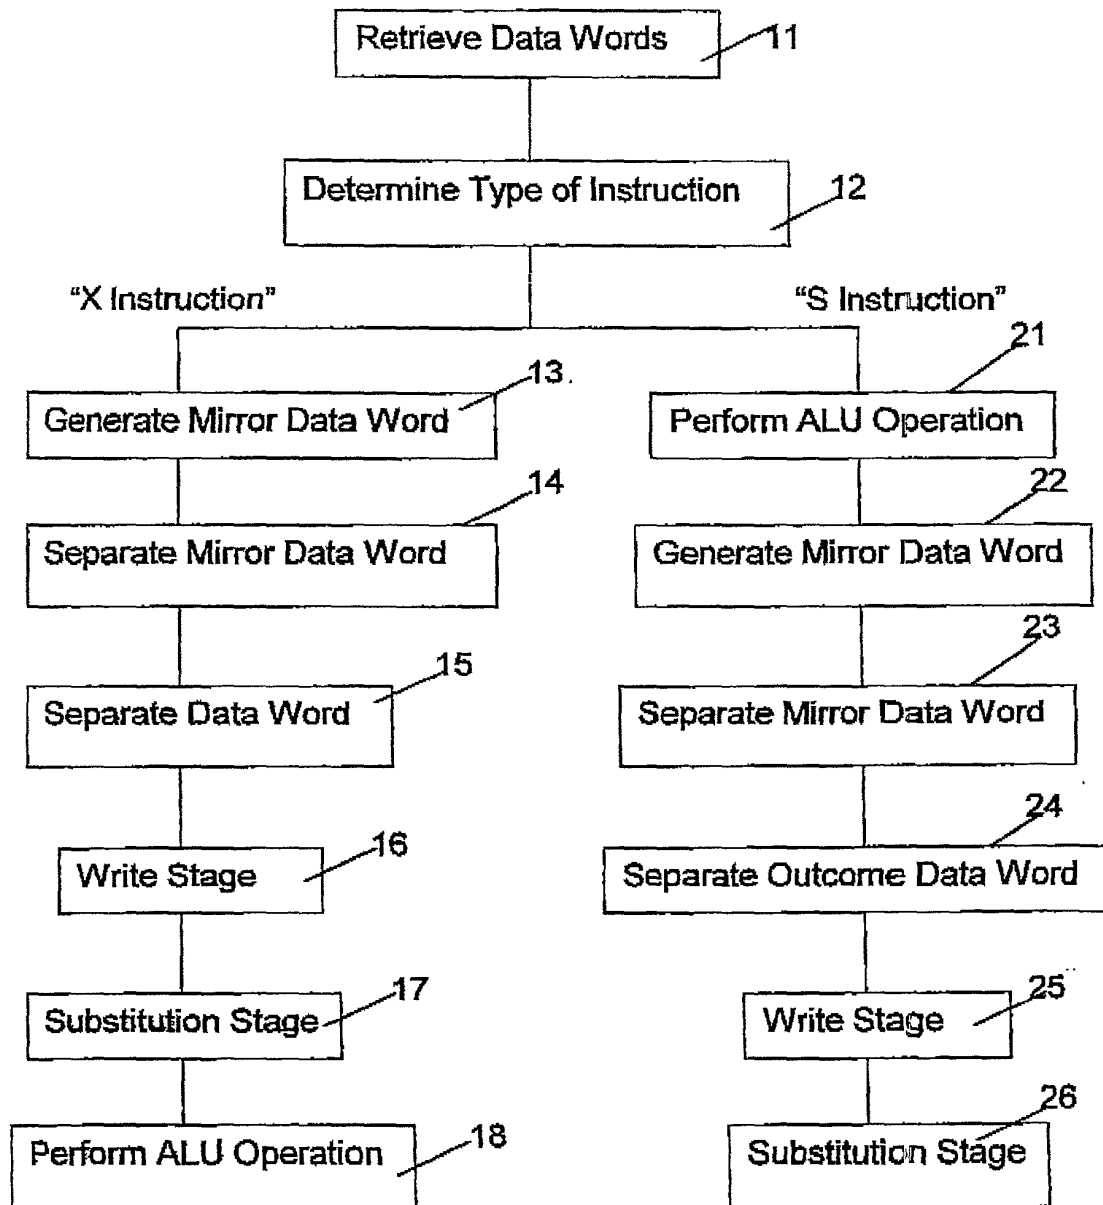 Retrieve Data Words
11
Determine Type of Instruction
12
“X Instruction”
“S Instruction”
13
Generate Mirror Data Word
14
Separate Mirror Data Word
15
Separate Data Word
16
Write Stage
17
Substitution Stage
18
Perform ALU Operation
21
Perform ALU Operation
22
Generate Mirror Data Word
23
Separate Mirror Data Word
24
Separate Outcome Data Word
25
Write Stage
26
Substitution Stage